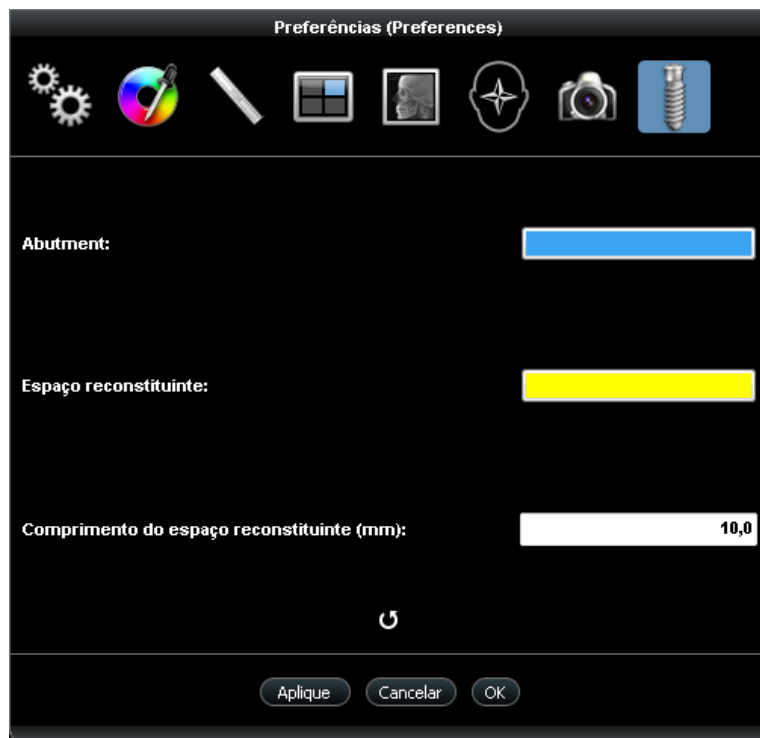 Preferências (Preferences)
Abutment:
Espaço reconstituinte:
Comprimento do espaço reconstituinte (mm): 10,0
Aplique Cancelar OK